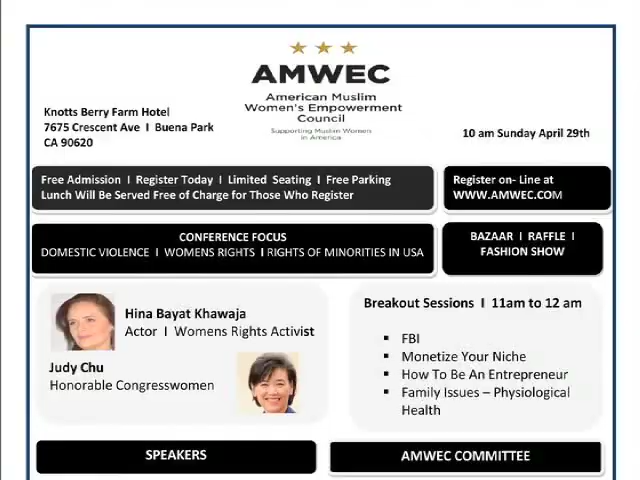 AMWEC
American Muslim
Women's Empowerment
Council
Supporting Muslim Women
in America
Knotts Berry Farm Hotel
7675 Crescent Ave I Buena Park
CA 90620
10 am Sunday April 29th
Free Admission I Register Today I Limited Seating I Free Parking
Lunch Will Be Served Free of Charge for Those Who Register
Register on- Line at
WWW.AMWEC.COM
CONFERENCE FOCUS
DOMESTIC VIOLENCE I WOMENS RIGHTS I RIGHTS OF MINORITIES IN USA
BAZAAR I RAFFLE I
FASHION SHOW
Hina Bayat Khawaja
Actor I Womens Rights Activist
Judy Chu
Honorable Congresswomen
Breakout Sessions I 11am to 12 am
▪ FBI
▪ Monetize Your Niche
▪ How To Be An Entrepreneur
▪ Family Issues – Physiological
Health
SPEAKERS
AMWEC COMMITTEE